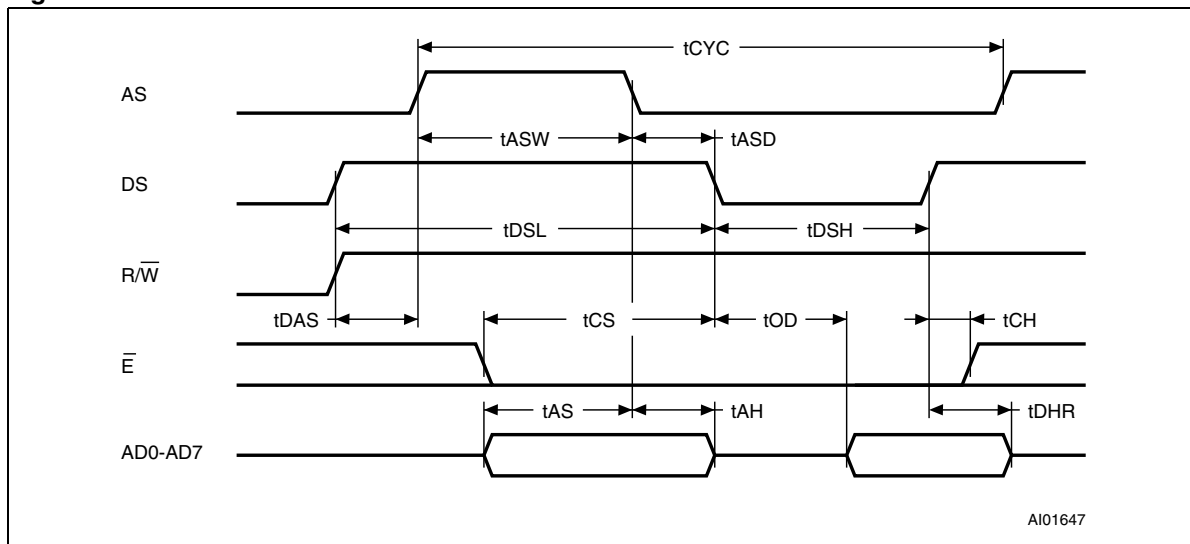 tCYC
AS
tASW tASD
DS
tDSL tDSH
R/W̅
tDAS tCS tOD tCH
E̅
tAS tAH tDHR
AD0-AD7
AI01647